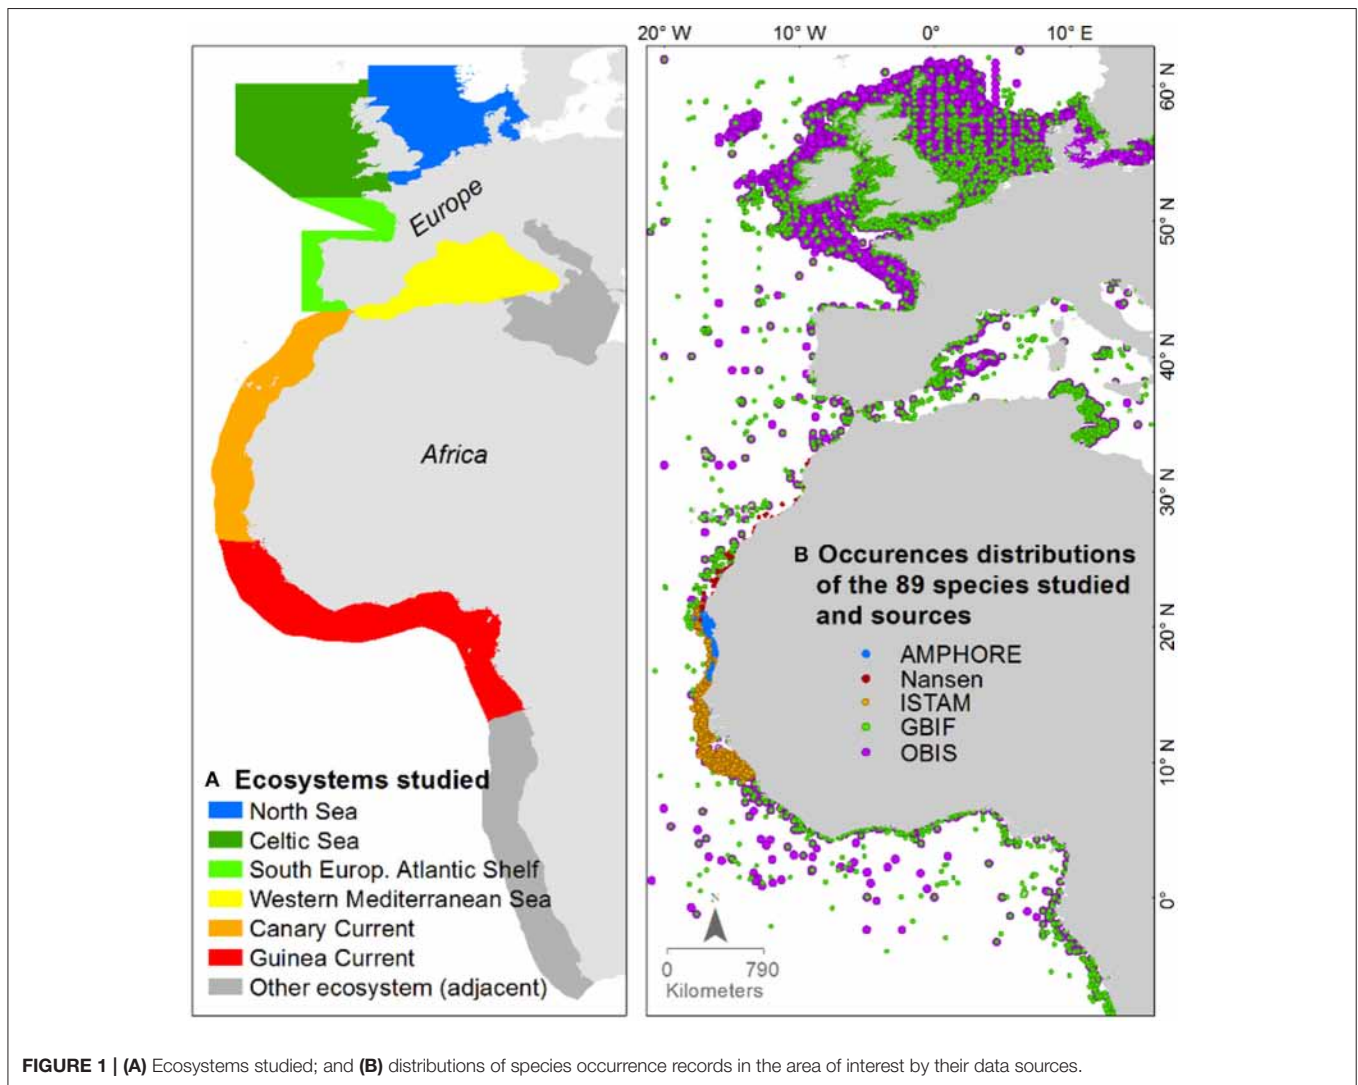 20° W 10° W 0° 10° E
60° N
50° N
40° N
30° N
20° N
10° N
0°
Europe
Africa
A Ecosystems studied
North Sea
Celtic Sea
South Europ. Atlantic Shelf
Western Mediterranean Sea
Canary Current
Guinea Current
Other ecosystem (adjacent)
B Occurences distributions
of the 89 species studied
and sources
AMPHORE
Nansen
ISTAM
GBIF
OBIS
N
0 790
Kilometers
FIGURE 1 | (A) Ecosystems studied; and (B) distributions of species occurrence records in the area of interest by their data sources.